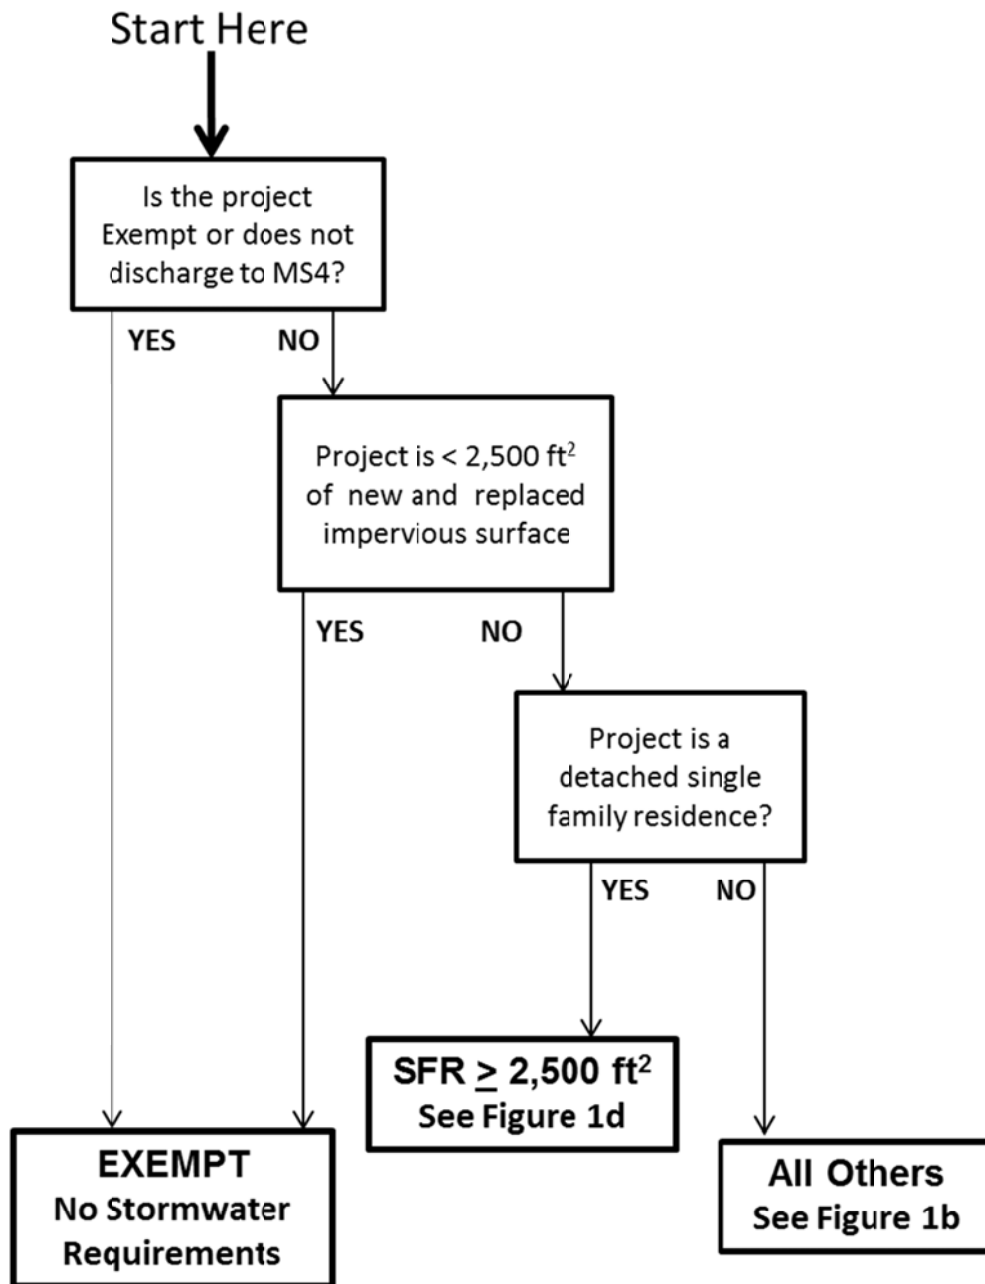 Start Here
Is the project
Exempt or does not
discharge to MS4?
YES
NO
Project is < 2,500 ft²
of new and replaced
impervious surface
YES
NO
Project is a
detached single
family residence?
YES
NO
SFR ≥ 2,500 ft²
See Figure 1d
EXEMPT
No Stormwater
Requirements
All Others
See Figure 1b